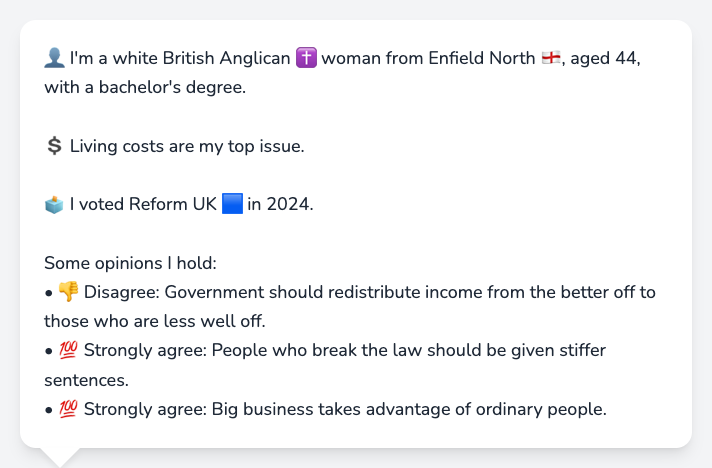 👤 I'm a white British Anglican ✝️ woman from Enfield North 🏴󠁧󠁢󠁥󠁮󠁧󠁿, aged 44,
with a bachelor's degree.
💲 Living costs are my top issue.
🗳️ I voted Reform UK 🟦 in 2024.
Some opinions I hold:
• 👎 Disagree: Government should redistribute income from the better off to
those who are less well off.
• 💯 Strongly agree: People who break the law should be given stiffer
sentences.
• 💯 Strongly agree: Big business takes advantage of ordinary people.